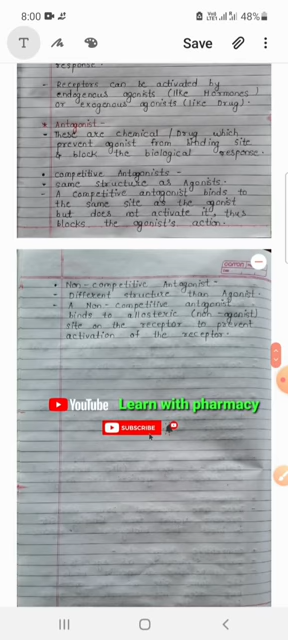 8:00
48%
T
Save
response.
- Receptors can be activated by
endogenous agonists (like Hormones)
or exogenous agonists (like Drug).
* Antagonist -
- These are chemical / Drug which
prevent agonist from binding site
& block the biological response.
• Competitive Antagonists -
- Same structure as Agonists.
- A competitive antagonist binds to
the same site as the agonist
but does not activate it, thus
blocks the agonist's action.
• Non-competitive Antagonist -
- Different structure than Agonist.
- A Non-Competitive antagonist
binds to allosteric (non-agonist)
site on the receptor to prevent
activation of the receptor.
YouTube Learn with pharmacy
SUBSCRIBE